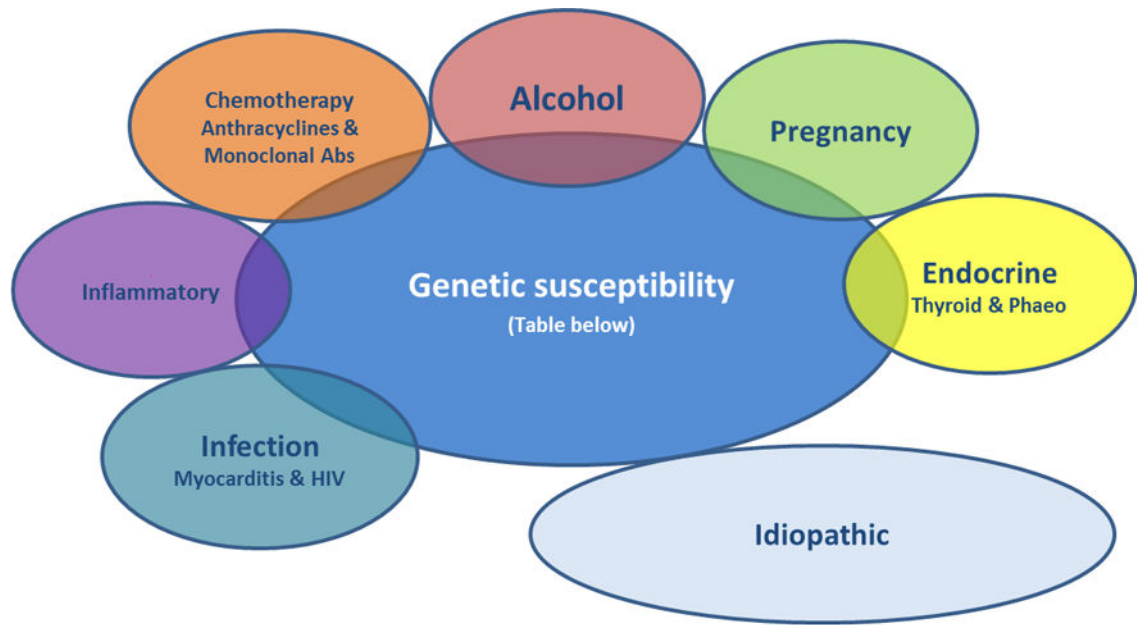 Chemotherapy
Anthracyclines &
Monoclonal Abs
Alcohol
Pregnancy
Inflammatory
Genetic susceptibility
(Table below)
Endocrine
Thyroid & Phaeo
Infection
Myocarditis & HIV
Idiopathic